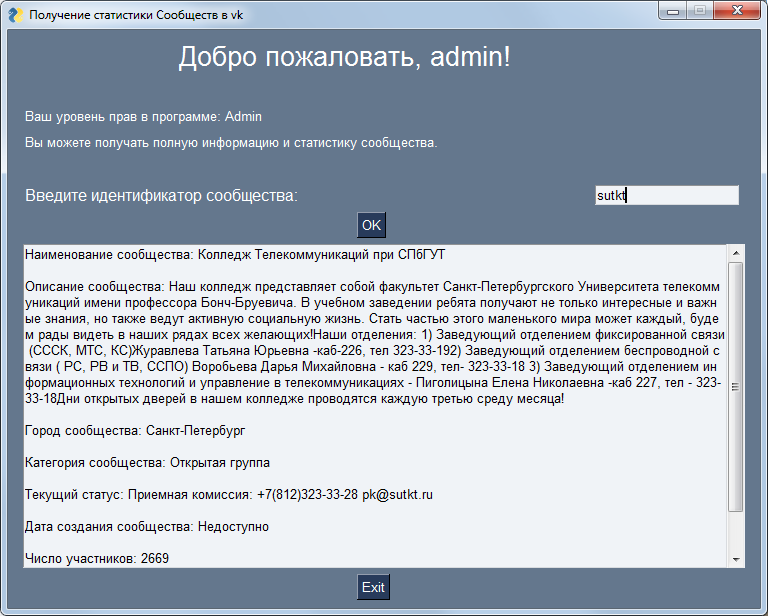 Получение статистики Сообществ в vk
Добро пожаловать, admin!
Ваш уровень прав в программе: Admin
Вы можете получать полную информацию и статистику сообщества.
Введите идентификатор сообщества: sutkt
OK
Наименование сообщества: Колледж Телекоммуникаций при СПбГУТ
Описание сообщества: Наш колледж представляет собой факультет Санкт-Петербургского Университета телекомм
уникаций имени профессора Бонч-Бруевича. В учебном заведении ребята получают не только интересные и важн
ые знания, но также ведут активную социальную жизнь. Стать частью этого маленького мира может каждый, буде
м рады видеть в наших рядах всех желающих!Наши отделения: 1) Заведующий отделением фиксированной связи
(СССК, МТС, КС)Журавлева Татьяна Юрьевна -каб-226, тел 323-33-192) Заведующий отделением беспроводной с
вязи ( РС, РВ и ТВ, ССПО) Воробьева Дарья Михайловна - каб 229, тел- 323-33-18 3) Заведующий отделением ин
формационных технологий и управление в телекоммуникациях - Пиголицына Елена Николаевна -каб 227, тел - 323-
33-18Дни открытых дверей в нашем колледже проводятся каждую третью среду месяца!
Город сообщества: Санкт-Петербург
Категория сообщества: Открытая группа
Текущий статус: Приемная комиссия: +7(812)323-33-28 pk@sutkt.ru
Дата создания сообщества: Недоступно
Число участников: 2669
Exit